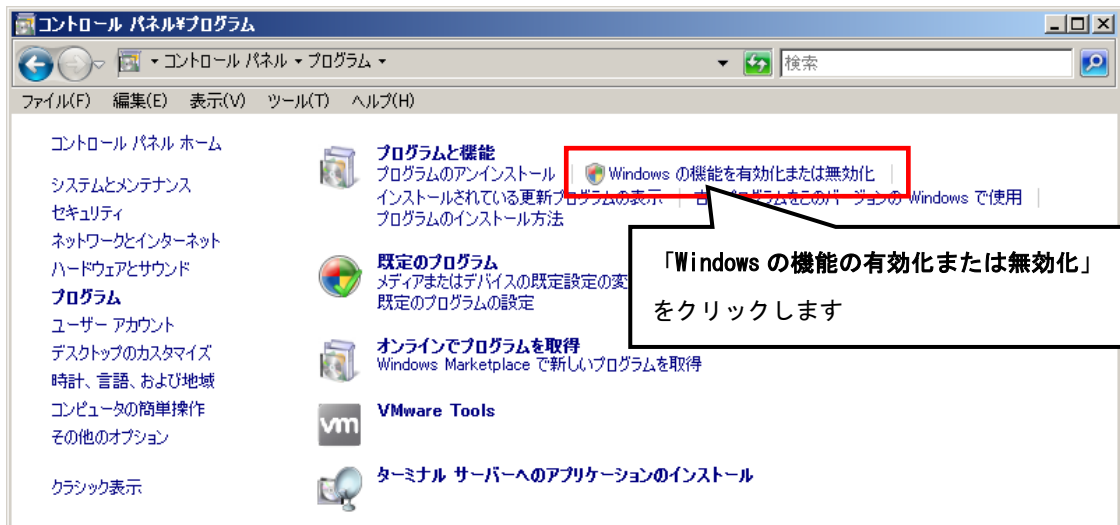 コントロール パネル¥プログラム
コントロール パネル ▾ プログラム ▾
検索
ファイル(F) 編集(E) 表示(V) ツール(T) ヘルプ(H)
コントロール パネル ホーム
システムとメンテナンス
セキュリティ
ネットワークとインターネット
ハードウェアとサウンド
プログラム
ユーザー アカウント
デスクトップのカスタマイズ
時計、言語、および地域
コンピュータの簡単操作
その他のオプション
クラシック表示
プログラムと機能
プログラムのアンインストール Windows の機能を有効化または無効化
インストールされている更新プログラムの表示 古いプログラムをこのバージョンの Windows で使用
プログラムのインストール方法
既定のプログラム
メディアまたはデバイスの既定設定の変
既定のプログラムの設定
オンラインでプログラムを取得
Windows Marketplace で新しいプログラムを取得
vm VMware Tools
ターミナル サーバーへのアプリケーションのインストール
「Windows の機能の有効化または無効化」
をクリックします